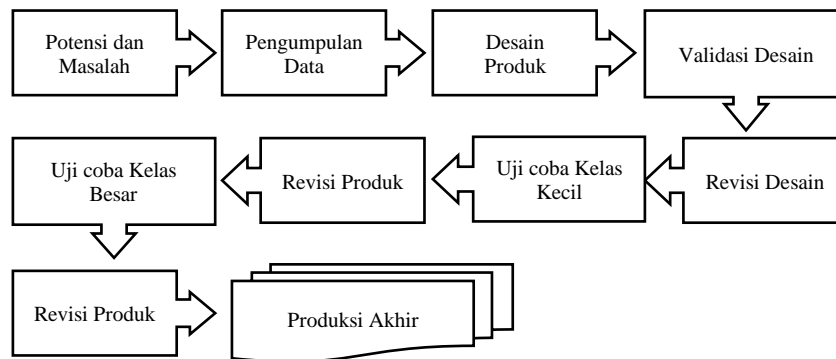 Potensi dan
Masalah
Pengumpulan
Data
Desain
Produk
Validasi Desain
Revisi Desain
Uji coba Kelas
Kecil
Revisi Produk
Uji coba Kelas
Besar
Revisi Produk
Produksi Akhir